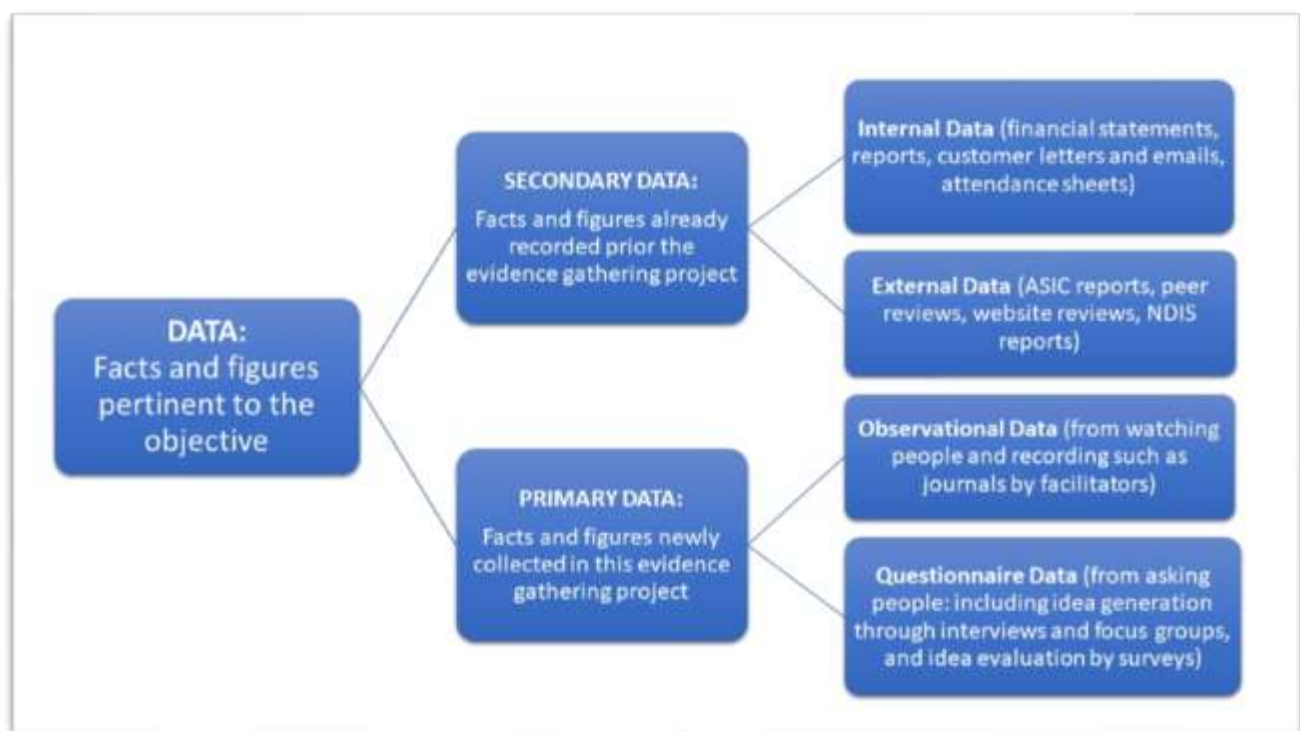 DATA:
Facts and figures
pertinent to the
objective
SECONDARY DATA:
Facts and figures already
recorded prior the
evidence gathering project
PRIMARY DATA:
Facts and figures newly
collected in this evidence
gathering project
Internal Data (financial statements,
reports, customer letters and emails,
attendance sheets)
External Data (ASIC reports, peer
reviews, website reviews, NDIS
reports)
Observational Data (from watching
people and recording such as
journals by facilitators)
Questionnaire Data (from asking
people: including idea generation
through interviews and focus groups,
and idea evaluation by surveys)